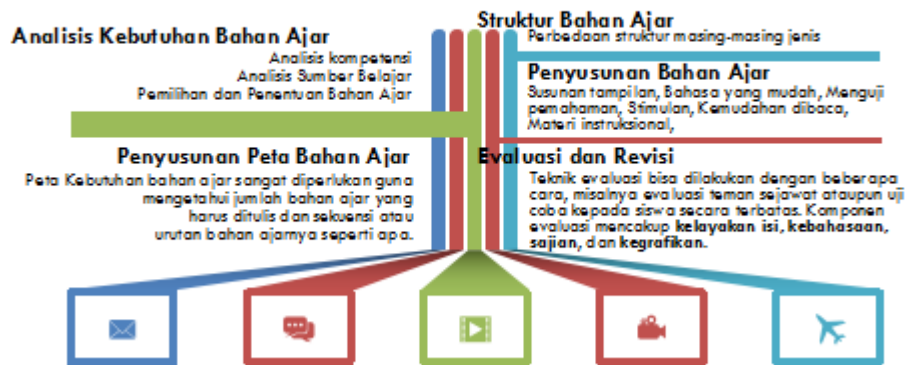 Analisis Kebutuhan Bahan Ajar
Analisis kompetensi
Analisis Sumber Belajar
Pemilihan dan Penentuan Bahan Ajar
Penyusunan Peta Bahan Ajar
Peta Kebutuhan bahan ajar sangat diperlukan guna
mengetahui jumlah bahan ajar yang
harus ditulis dan sekuensi atau
urutan bahan ajarnya seperti apa.
Struktur Bahan Ajar
Perbedaan struktur masing-masing jenis
Penyusunan Bahan Ajar
Susunan tampilan, Bahasa yang mudah, Menguji
pemahaman, Stimulan, Kemudahan dibaca,
Materi instruksional,
Evaluasi dan Revisi
Teknik evaluasi bisa dilakukan dengan beberapa
cara, misalnya evaluasi teman sejawat ataupun uji
coba kepada siswa secara terbatas. Komponen
evaluasi mencakup kelayakan isi, kebahasaan,
sajian, dan kegrafikan.